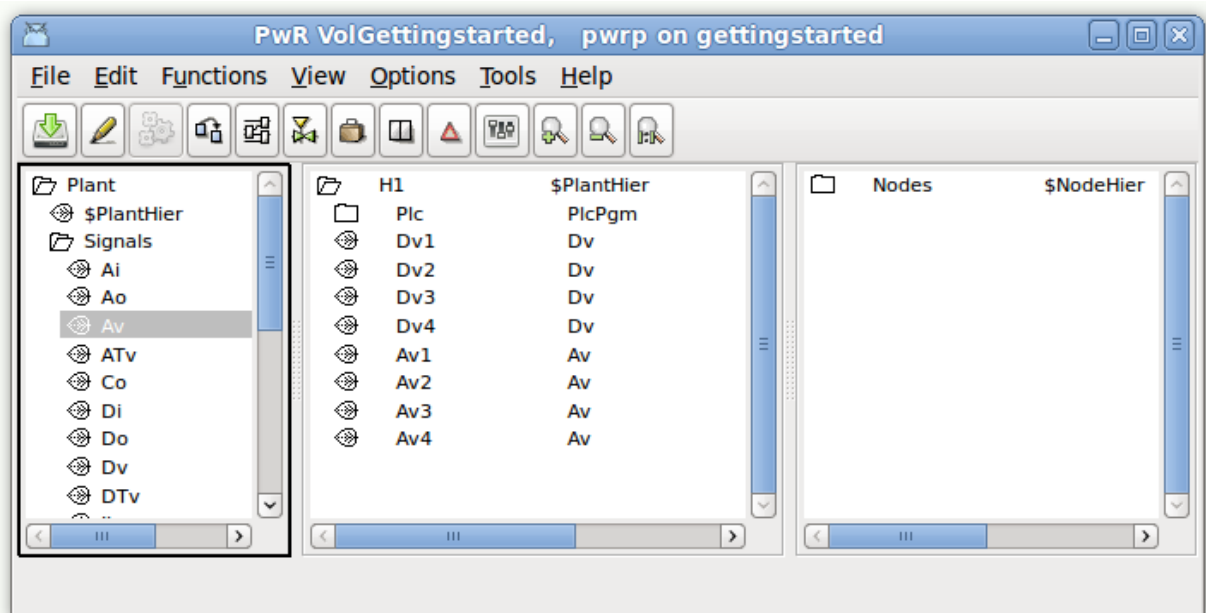 PwR VolGettingstarted, pwrp on gettingstarted
File Edit Functions View Options Tools Help
Plant
$PlantHier
Signals
Ai
Ao
Av
ATv
Co
Di
Do
Dv
DTv
H1 $PlantHier
Plc PlcPgm
Dv1 Dv
Dv2 Dv
Dv3 Dv
Dv4 Dv
Av1 Av
Av2 Av
Av3 Av
Av4 Av
Nodes $NodeHier